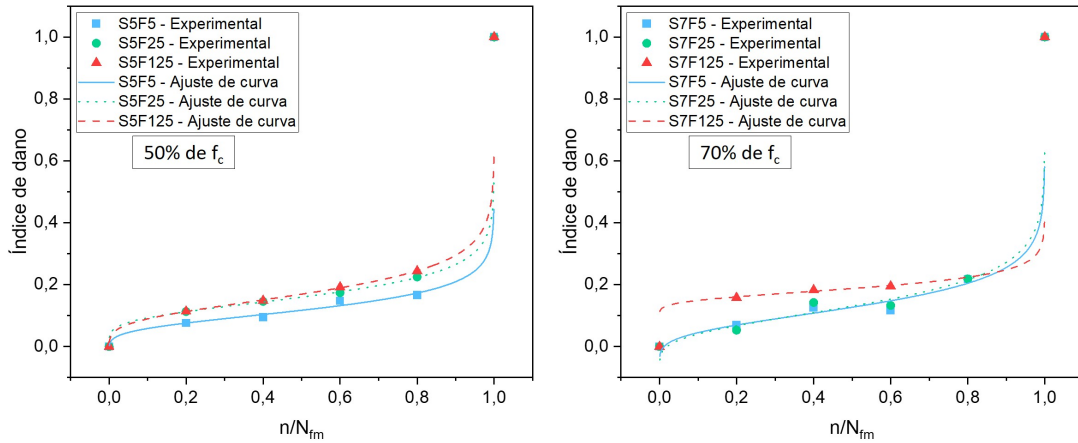 S5F5 - Experimental
S5F25 - Experimental
S5F125 - Experimental
S5F5 - Ajuste de curva
S5F25 - Ajuste de curva
S5F125 - Ajuste de curva
50% de fc
Índice de dano
1,0
0,8
0,6
0,4
0,2
0,0
0,0 0,2 0,4 0,6 0,8 1,0
n/Nfm
S7F5 - Experimental
S7F25 - Experimental
S7F125 - Experimental
S7F5 - Ajuste de curva
S7F25 - Ajuste de curva
S7F125 - Ajuste de curva
70% de fc
Índice de dano
1,0
0,8
0,6
0,4
0,2
0,0
0,0 0,2 0,4 0,6 0,8 1,0
n/Nfm